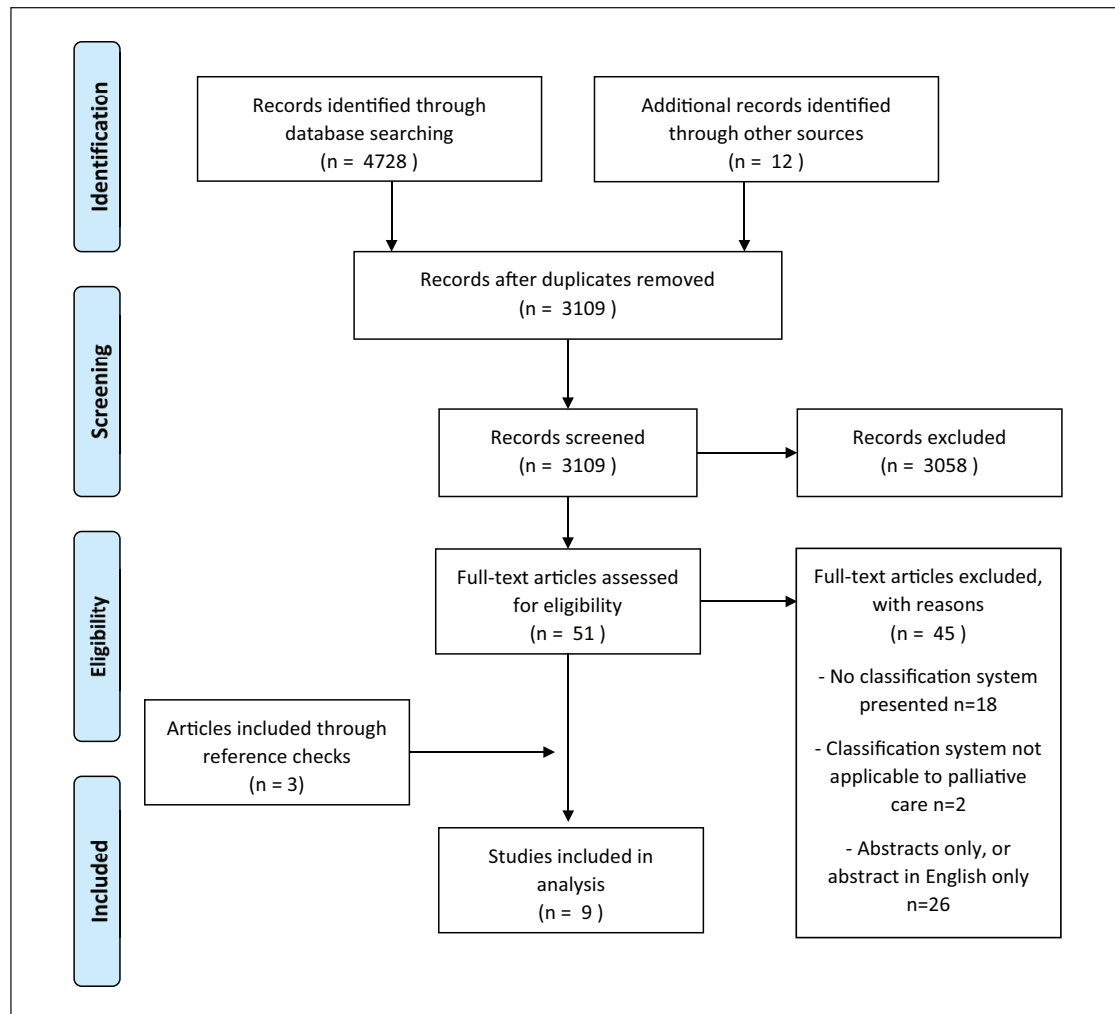 Identification
Records identified through
database searching
(n = 4728 )
Additional records identified
through other sources
(n = 12 )
Records after duplicates removed
(n = 3109 )
Screening
Records screened
(n = 3109 )
Records excluded
(n = 3058 )
Eligibility
Full-text articles assessed
for eligibility
(n = 51 )
Full-text articles excluded,
with reasons
(n = 45 )
- No classification system
presented n=18
- Classification system not
applicable to palliative
care n=2
- Abstracts only, or
abstract in English only
n=26
Articles included through
reference checks
(n = 3)
Included
Studies included in
analysis
(n = 9 )